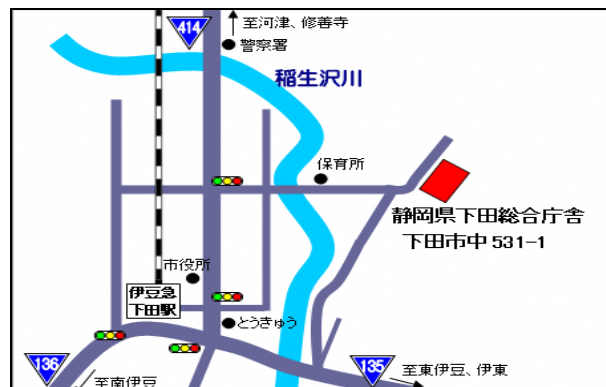 414
至河津、修善寺
警察署
稲生沢川
保育所
静岡県下田総合庁舎
下田市中531-1
市役所
伊豆急
下田駅
とうきゅう
136
至南伊豆
135
至東伊豆、伊東